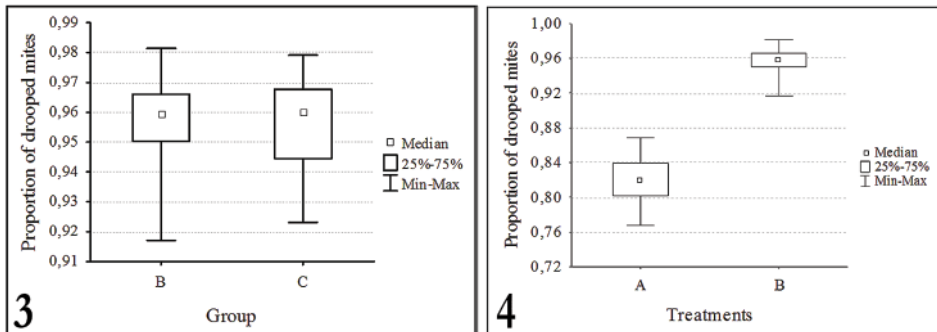 Proportion of drooped mites
0,99
0,98
0,97
0,96
0,95
0,94
0,93
0,92
0,91
B C
Group
Median
25%-75%
Min-Max
3
Proportion of drooped mites
1,00
0,96
0,92
0,88
0,84
0,80
0,76
0,72
A B
Treatments
Median
25%-75%
Min-Max
4